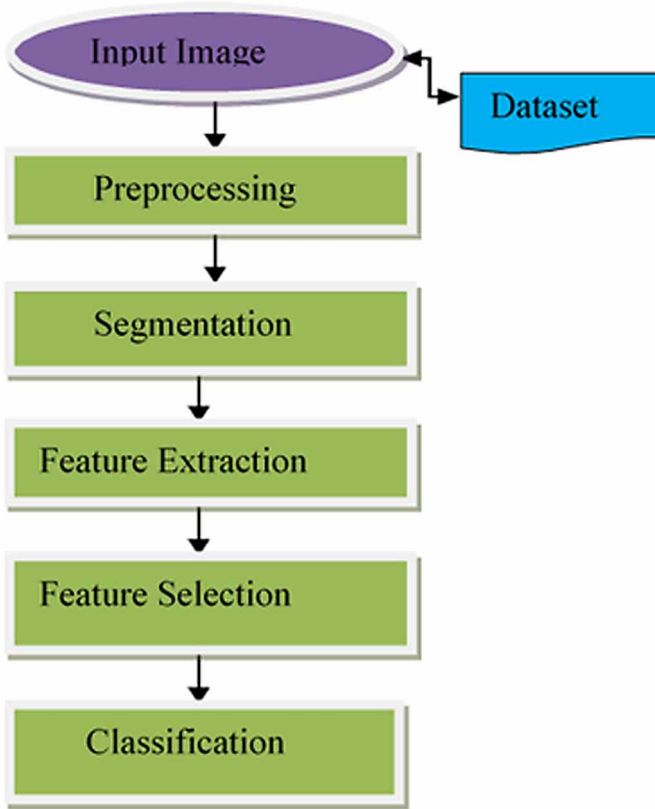 Input Image
Dataset
Preprocessing
Segmentation
Feature Extraction
Feature Selection
Classification